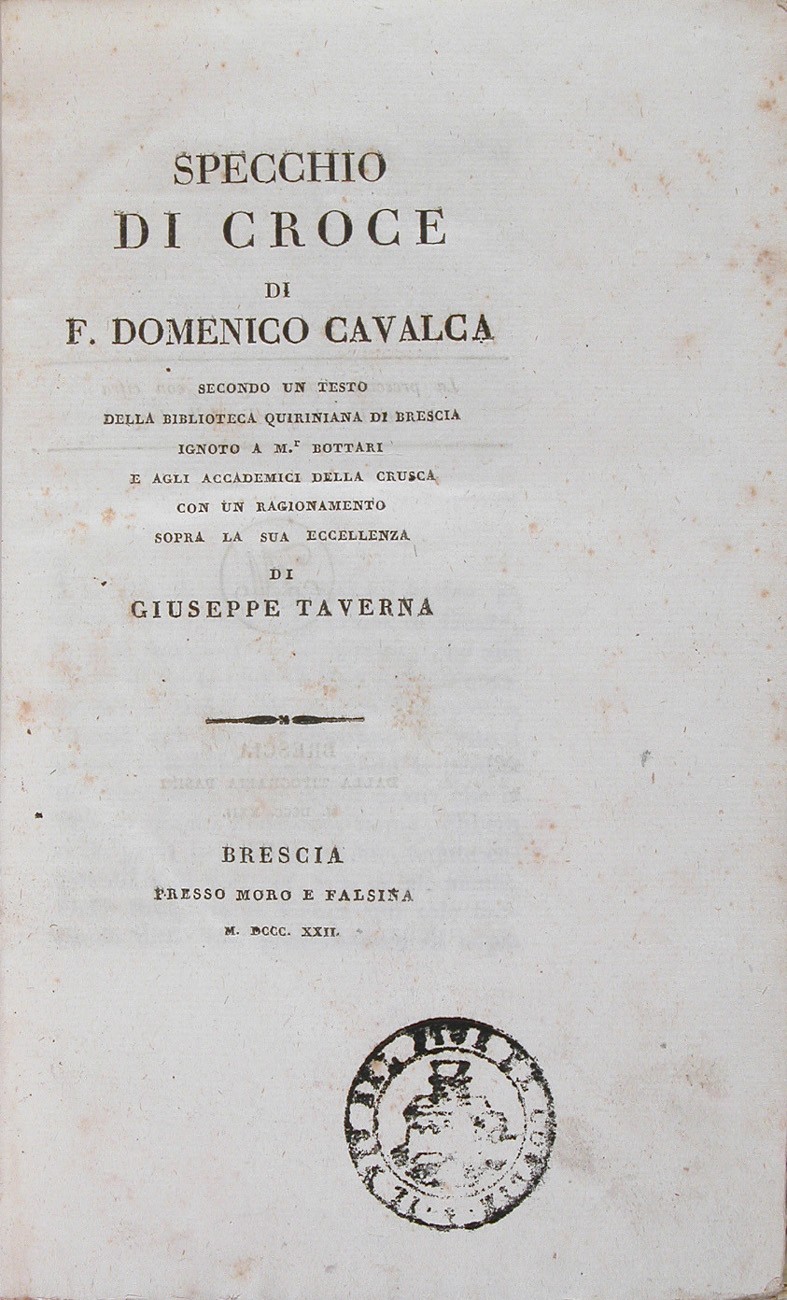 SPECCHIO
DI CROCE
DI
F. DOMENICO CAVALCA
SECONDO UN TESTO
DELLA BIBLIOTECA QUIRINIANA DI BRESCIA
IGNOTO A M.r BOTTARI
E AGLI ACCADEMICI DELLA CRUSCA
CON UN RAGIONAMENTO
SOPRA LA SUA ECCELLENZA
DI
GIUSEPPE TAVERNA
BRESCIA
PRESSO MORO E FALSINA
M. DCCC. XXII.